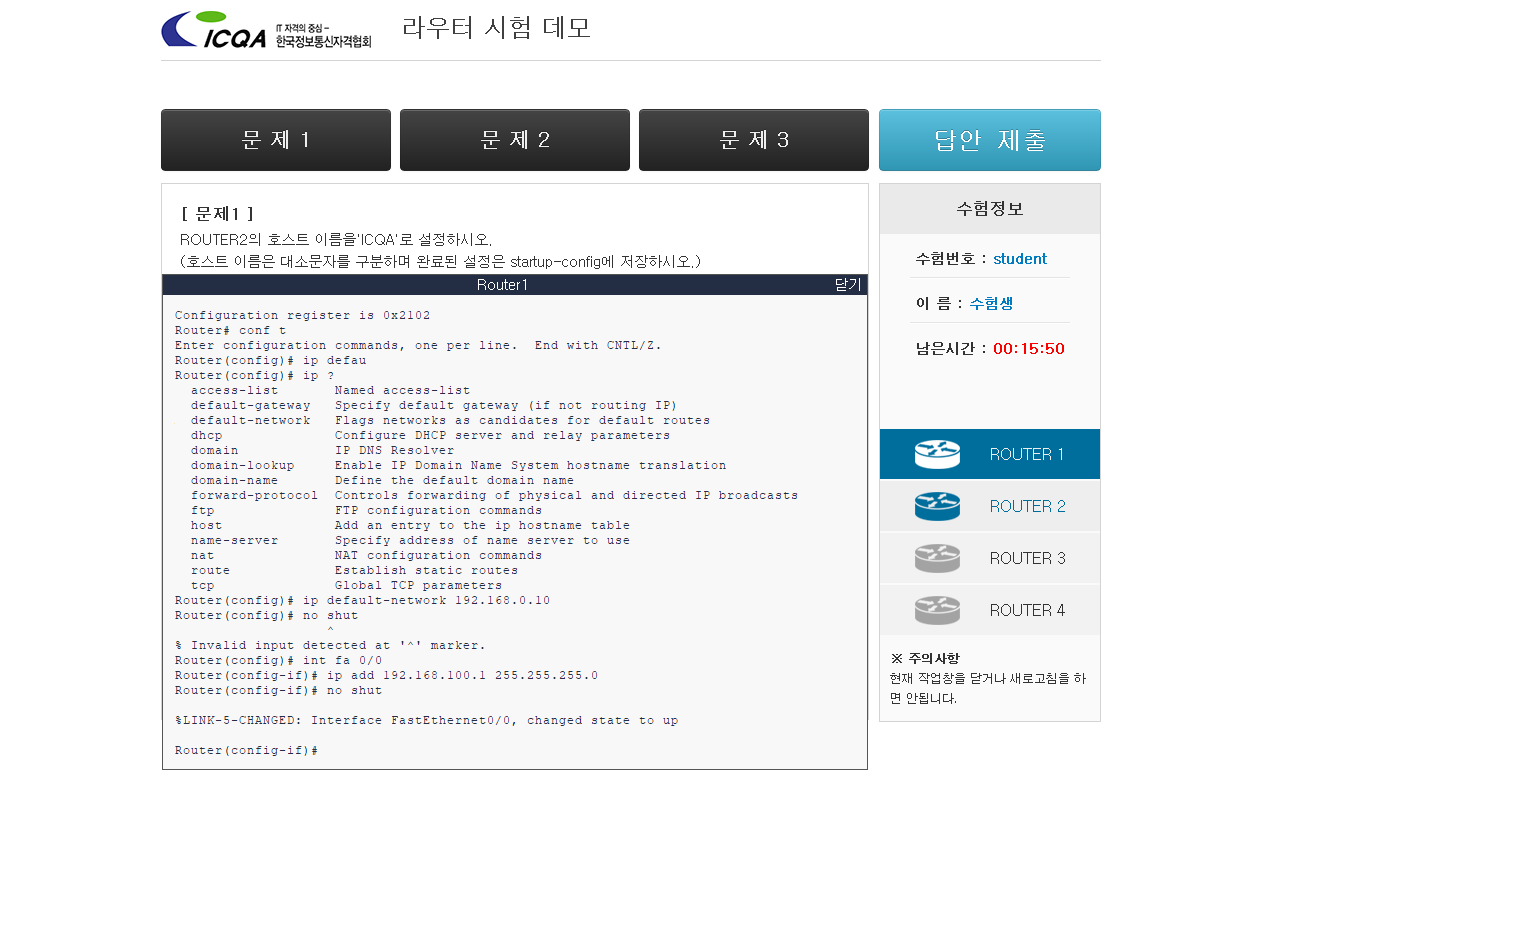 ICQA IT 자격의 중심 -
한국정보통신자격협회
라우터 시험 데모
문 제 1
문 제 2
문 제 3
답안 제출
[ 문제1 ]
ROUTER2의 호스트 이름을'ICQA'로 설정하시오.
(호스트 이름은 대소문자를 구분하며 완료된 설정은 startup-config에 저장하시오.)
Router1 닫기
Configuration register is 0x2102
Router# conf t
Enter configuration commands, one per line.  End with CNTL/Z.
Router(config)# ip defau
Router(config)# ip ?
  access-list       Named access-list
  default-gateway   Specify default gateway (if not routing IP)
  default-network   Flags networks as candidates for default routes
  dhcp              Configure DHCP server and relay parameters
  domain            IP DNS Resolver
  domain-lookup     Enable IP Domain Name System hostname translation
  domain-name       Define the default domain name
  forward-protocol  Controls forwarding of physical and directed IP broadcasts
  ftp               FTP configuration commands
  host              Add an entry to the ip hostname table
  name-server       Specify address of name server to use
  nat               NAT configuration commands
  route             Establish static routes
  tcp               Global TCP parameters
Router(config)# ip default-network 192.168.0.10
Router(config)# no shut
                   ^
% Invalid input detected at '^' marker.
Router(config)# int fa 0/0
Router(config-if)# ip add 192.168.100.1 255.255.255.0
Router(config-if)# no shut
%LINK-5-CHANGED: Interface FastEthernet0/0, changed state to up
Router(config-if)#
수험정보
수험번호 : student
이 름 : 수험생
남은시간 : 00:15:50
ROUTER 1
ROUTER 2
ROUTER 3
ROUTER 4
※ 주의사항
현재 작업창을 닫거나 새로고침을 하
면 안됩니다.